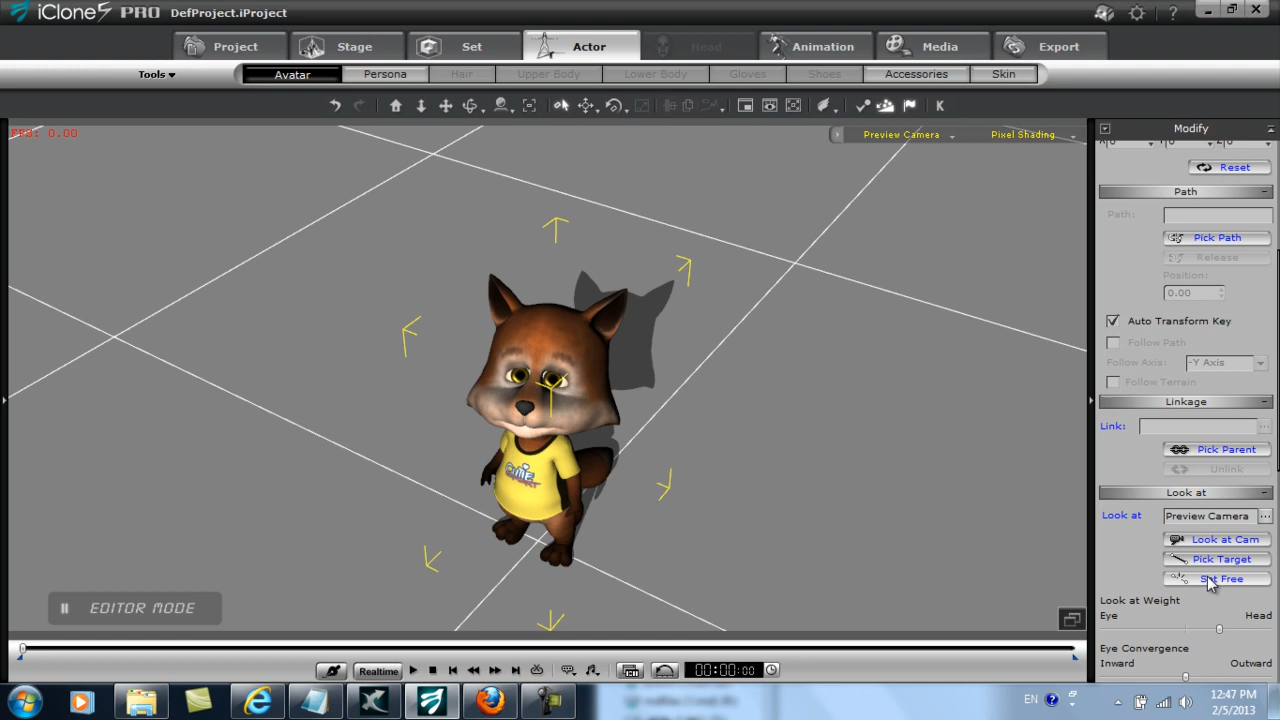 iClone5 PRO DefProject.iProject
Project Stage Set Actor Head Animation Media Export
Tools Avatar Persona Hair Upper Body Lower Body Gloves Shoes Accessories Skin
FPS: 0.00
Preview Camera Pixel Shading
Modify
Reset
Path
Path:
Pick Path
Release
Position:
0.00
Auto Transform Key
Follow Path
Follow Axis: -Y Axis
Follow Terrain
Linkage
Link:
Pick Parent
Unlink
Look at
Look at Preview Camera
Look at Cam
Pick Target
Set Free
Look at Weight
Eye Head
Eye Convergence
Inward Outward
EDITOR MODE
Realtime 00:00:00
EN 12:47 PM
2/5/2013